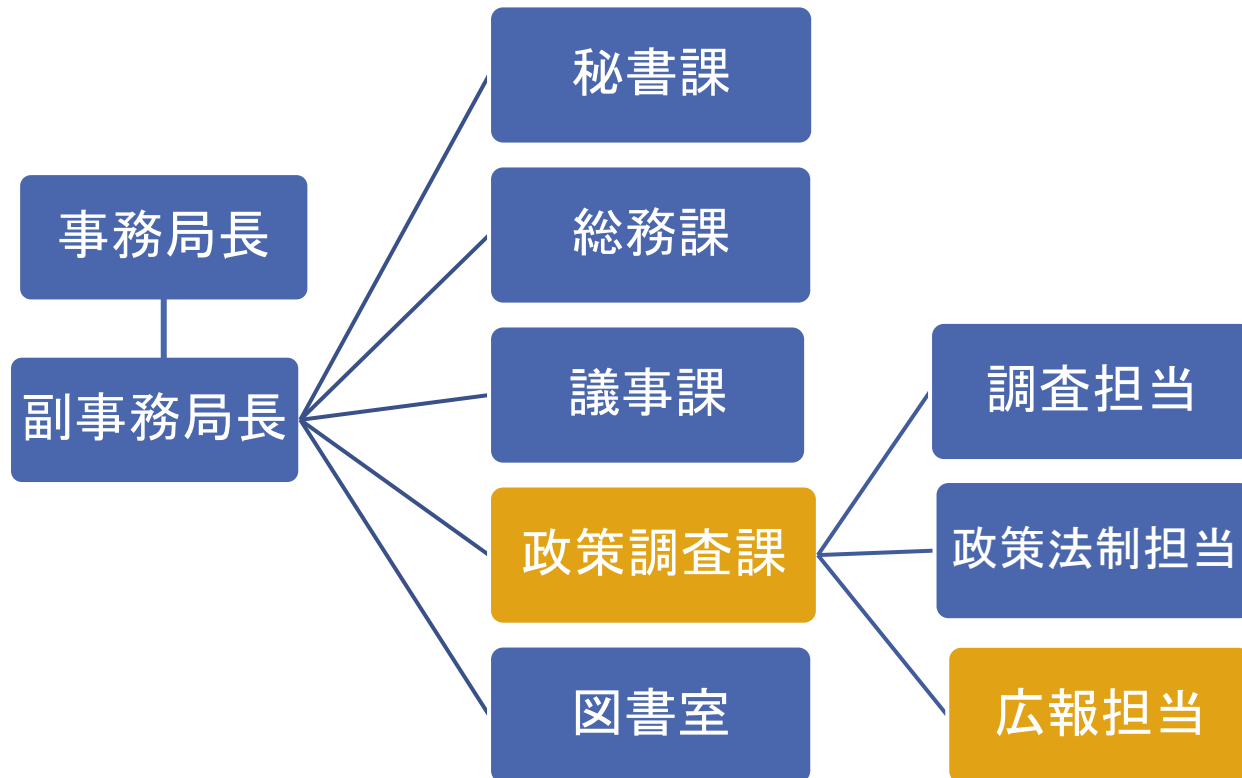 事務局長
副事務局長
秘書課
総務課
議事課
政策調査課
図書室
調査担当
政策法制担当
広報担当